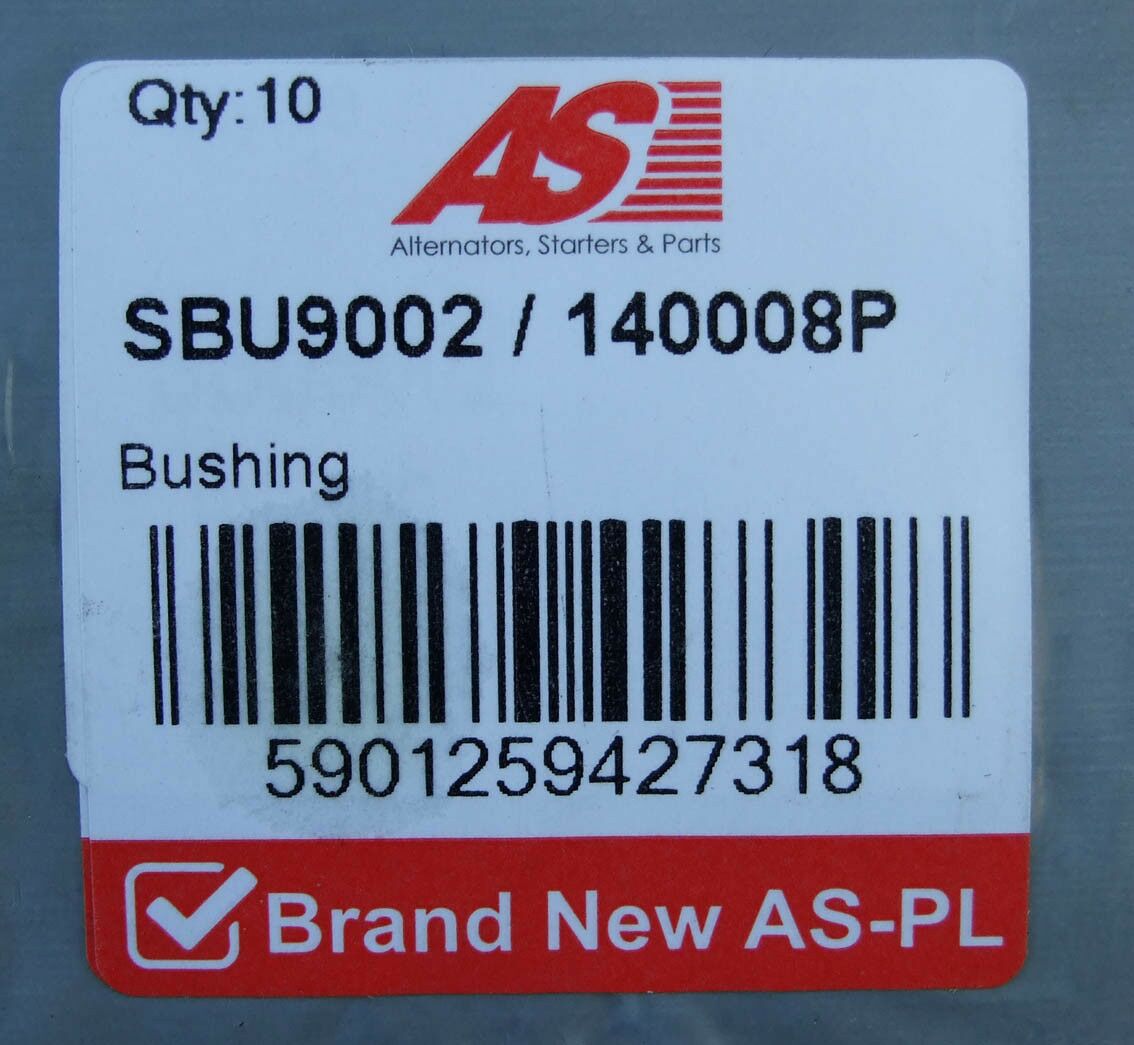 Qty: 10
AS
Alternators, Starters & Parts
SBU9002 / 140008P
Bushing
5901259427318
Brand New AS-PL